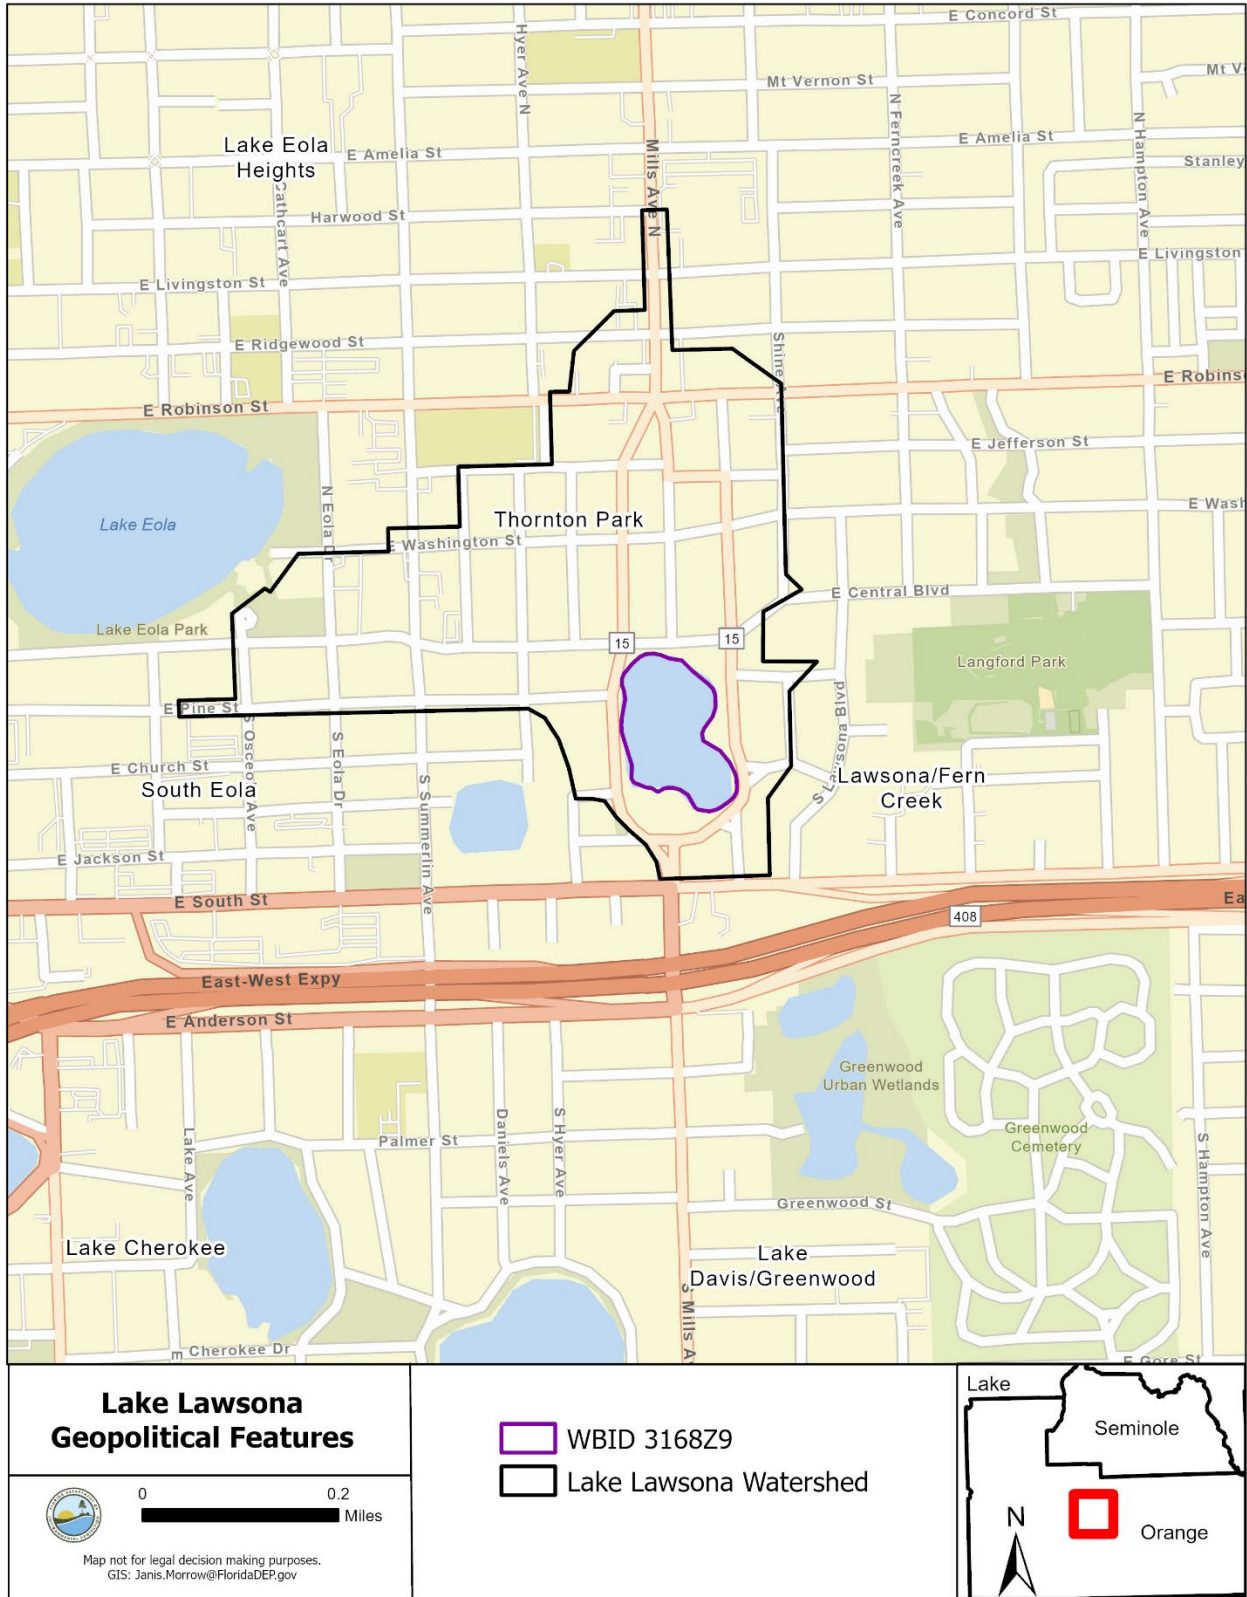 E Concord St
Hyer Ave N
Mt Vernon St
N Ferncreek Ave
N Hampton Ave
Lake Eola
Heights
E Amelia St
Mills Ave N
E Amelia St
Stanley
Cathcart Ave
Harwood St
E Livingston St
E Livingston
E Ridgewood St
Shine Ave
E Robinson St
E Jefferson St
Lake Eola
N Eola Dr
Thornton Park
E Washington St
E Central Blvd
Lake Eola Park
15
15
Langford Park
E Pine St
S Osceola Ave
S Eola Dr
S Summerlin Ave
S Lawsona Blvd
E Church St
South Eola
Lawsona/Fern
Creek
E Jackson St
E South St
408
East-West Expy
E Anderson St
Greenwood
Urban Wetlands
Greenwood
Cemetery
Lake Ave
Palmer St
Daniels Ave
S Hyer Ave
S Hampton Ave
Greenwood St
Lake Cherokee
Lake
Davis/Greenwood
S Mills A
E Cherokee Dr
E Gore St
Lake Lawsona
Geopolitical Features
0 0.2
Miles
Map not for legal decision making purposes.
GIS: Janis.Morrow@FloridaDEP.gov
WBID 3168Z9
Lake Lawsona Watershed
Lake
Seminole
N
Orange